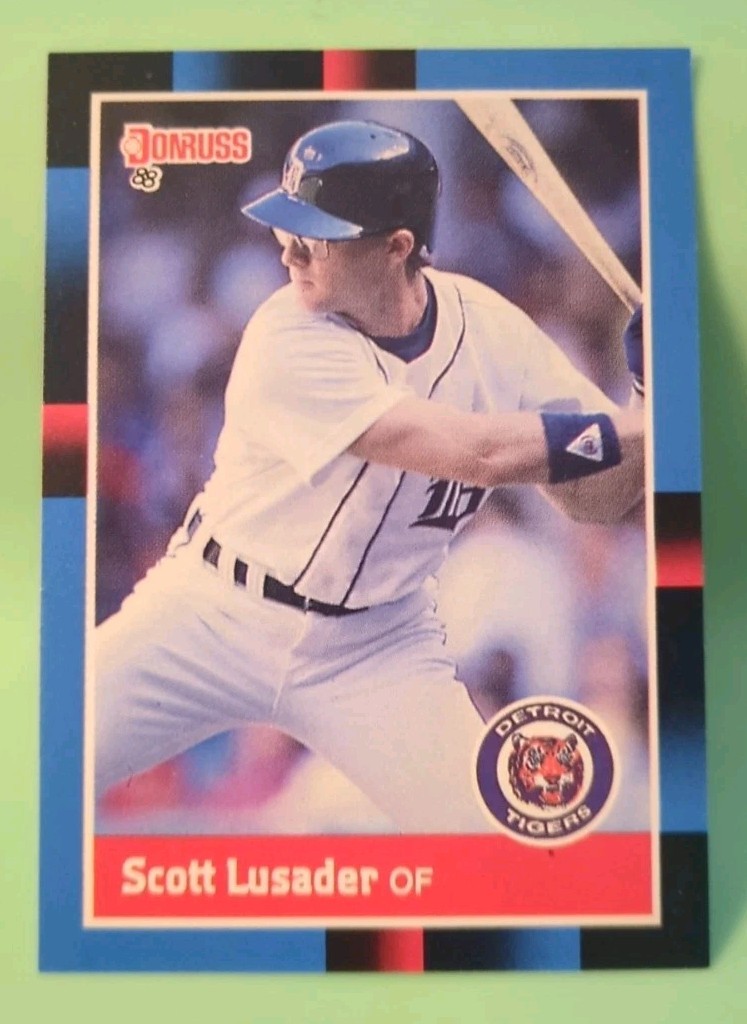 DONRUSS
88
D
D
DETROIT
TIGERS
Scott Lusader OF